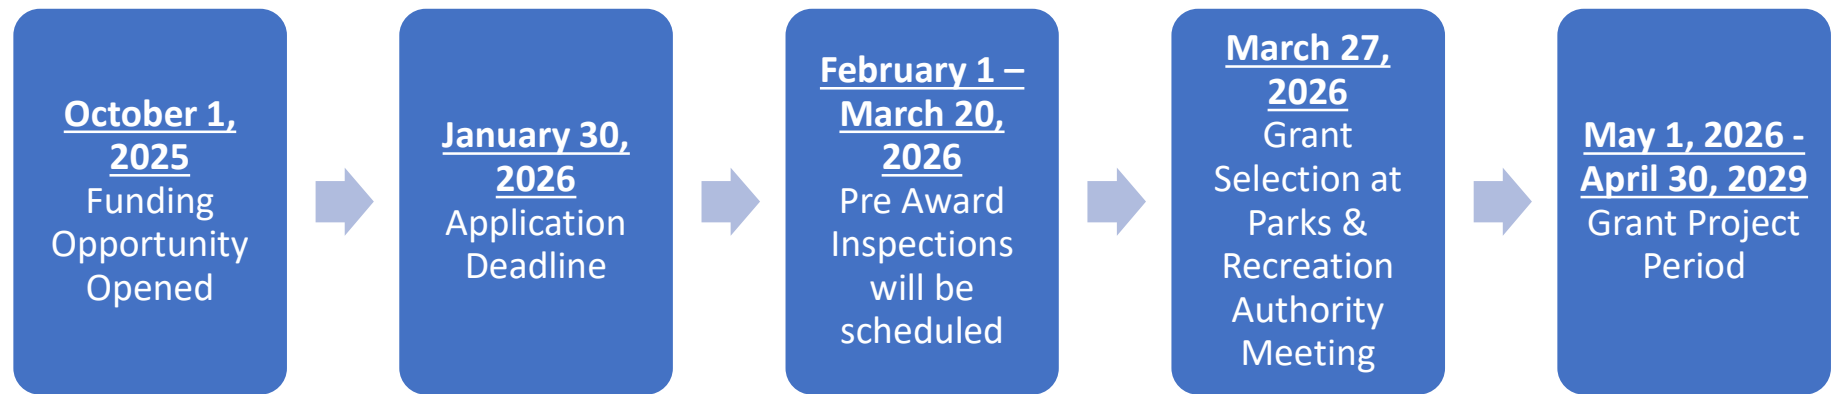 October 1,
2025
Funding
Opportunity
Opened
January 30,
2026
Application
Deadline
February 1 –
March 20,
2026
Pre Award
Inspections
will be
scheduled
March 27,
2026
Grant
Selection at
Parks &
Recreation
Authority
Meeting
May 1, 2026 -
April 30, 2029
Grant Project
Period